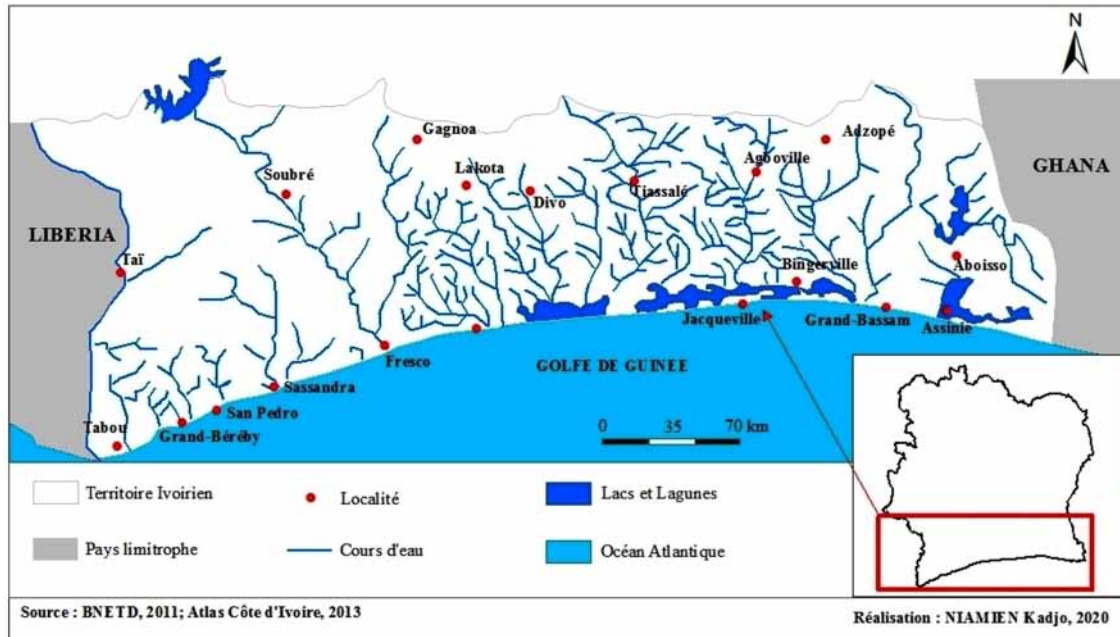 N
Gagnoa
Adzopé
Agboville
GHANA
Soubré
Lakota
Divo
Tiassalé
LIBERIA
Taï
Bingerville
Aboisso
Jacqueville
Grand-Bassam
Assinie
Fresco
GOLFE DE GUINEE
Sassandra
San Pedro
Tabou
Grand-Béréby
0 35 70 km
Territoire Ivoirien
Localité
Lacs et Lagunes
Pays limitrophe
Cours d'eau
Océan Atlantique
Source : BNETD, 2011; Atlas Côte d'Ivoire, 2013
Réalisation : NIAMIEN Kadjo, 2020